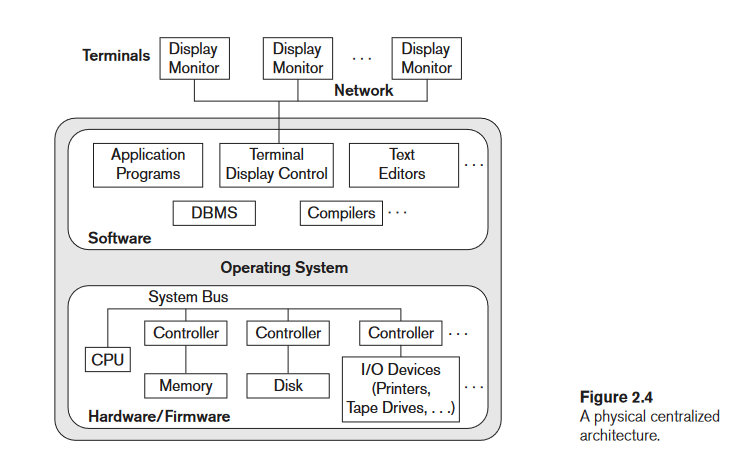 Terminals
Display
Monitor
Display
Monitor
. . .
Display
Monitor
Network
Application
Programs
Terminal
Display Control
Text
Editors
. . .
DBMS
Compilers
. . .
Software
Operating System
System Bus
Controller
Controller
Controller
. . .
CPU
Memory
Disk
I/O Devices
(Printers,
Tape Drives, . . .)
. . .
Hardware/Firmware
Figure 2.4
A physical centralized
architecture.